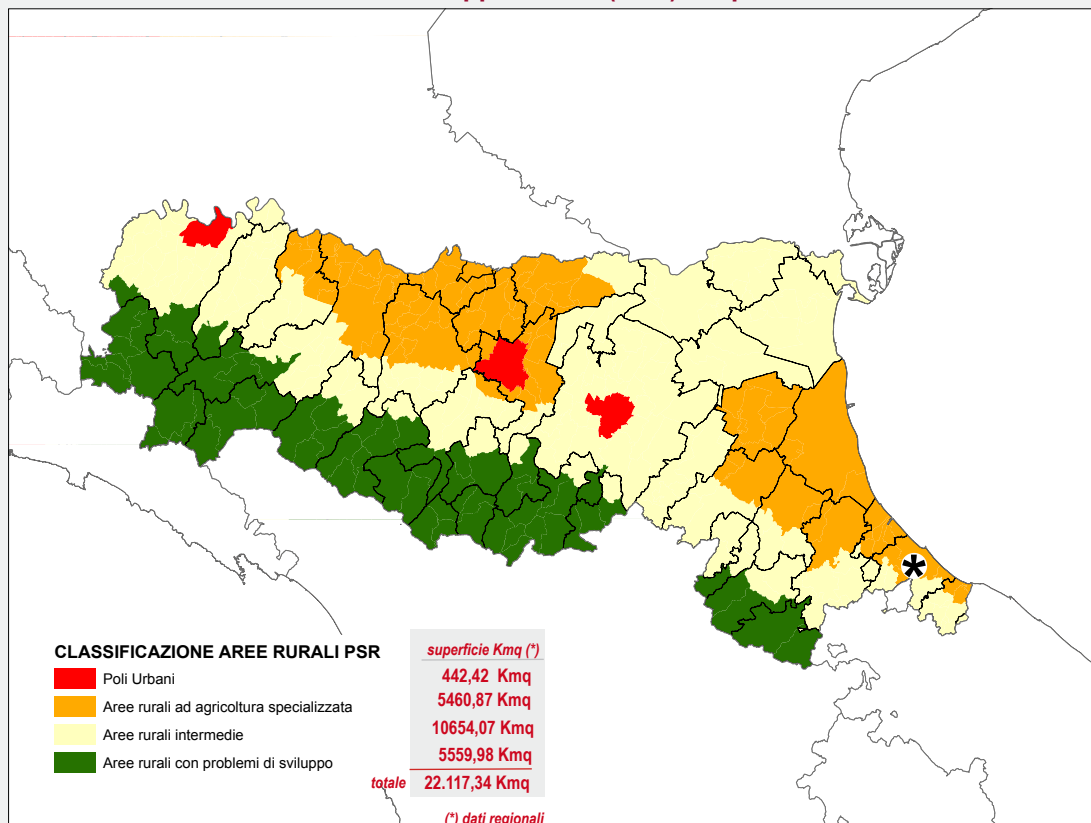 CLASSIFICAZIONE AREE RURALI PSR
superficie Kmq (*)
Poli Urbani
442,42 Kmq
Aree rurali ad agricoltura specializzata
5460,87 Kmq
Aree rurali intermedie
10654,07 Kmq
Aree rurali con problemi di sviluppo
5559,98 Kmq
totale 22.117,34 Kmq
(*) dati regionali
*